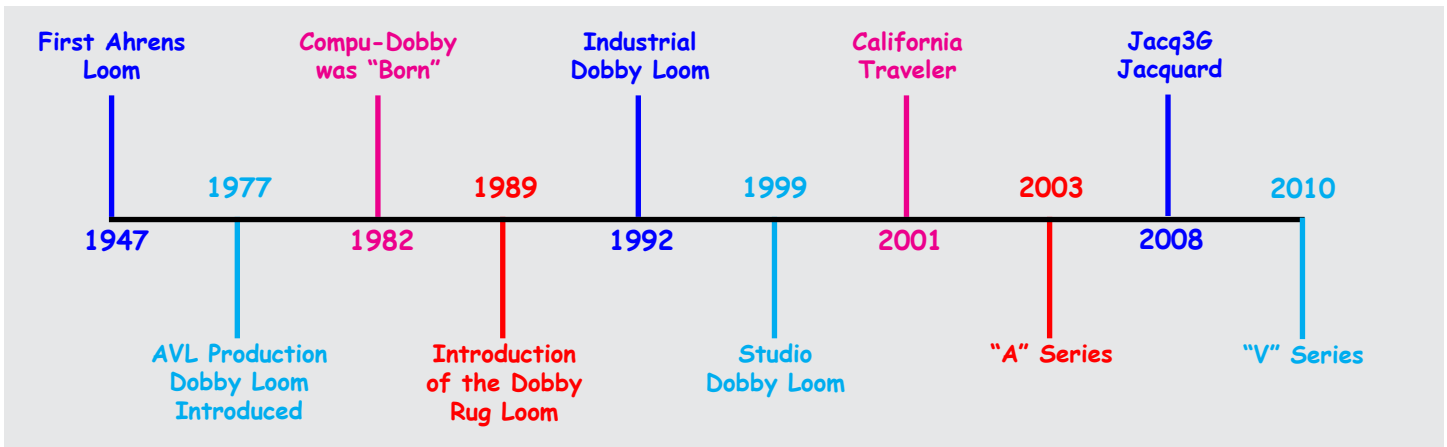 First Ahrens
Loom
Compu-Dobby
was “Born”
Industrial
Dobby Loom
California
Traveler
Jacq3G
Jacquard
1977
1989
1999
2003
2010
1947
1982
1992
2001
2008
AVL Production
Dobby Loom
Introduced
Introduction
of the Dobby
Rug Loom
Studio
Dobby Loom
“A” Series
“V” Series